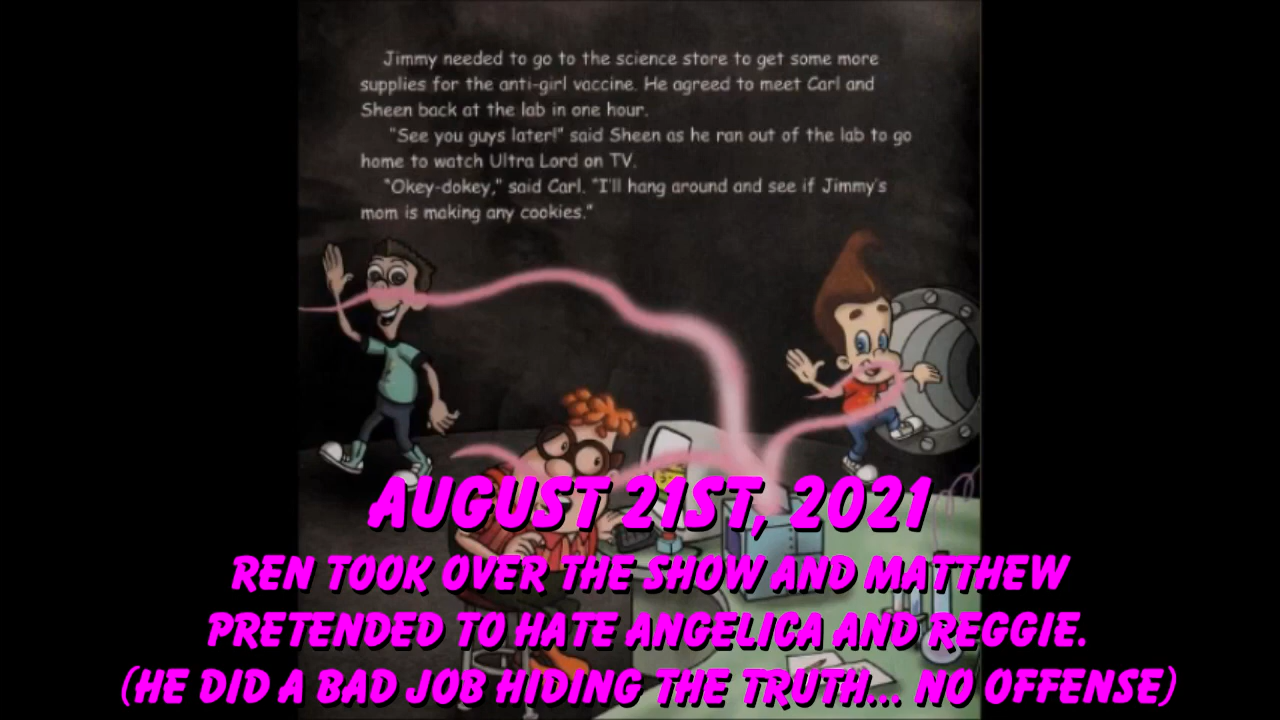 Jimmy needed to go to the science store to get some more
supplies for the anti-girl vaccine. He agreed to meet Carl and
Sheen back at the lab in one hour.
"See you guys later!" said Sheen as he ran out of the lab to go
home to watch Ultra Lord on TV.
"Okey-dokey," said Carl. "I'll hang around and see if Jimmy's
mom is making any cookies."
AUGUST 21ST, 2021
REN TOOK OVER THE SHOW AND MATTHEW
PRETENDED TO HATE ANGELICA AND REGGIE.
(HE DID A BAD JOB HIDING THE TRUTH... NO OFFENSE)